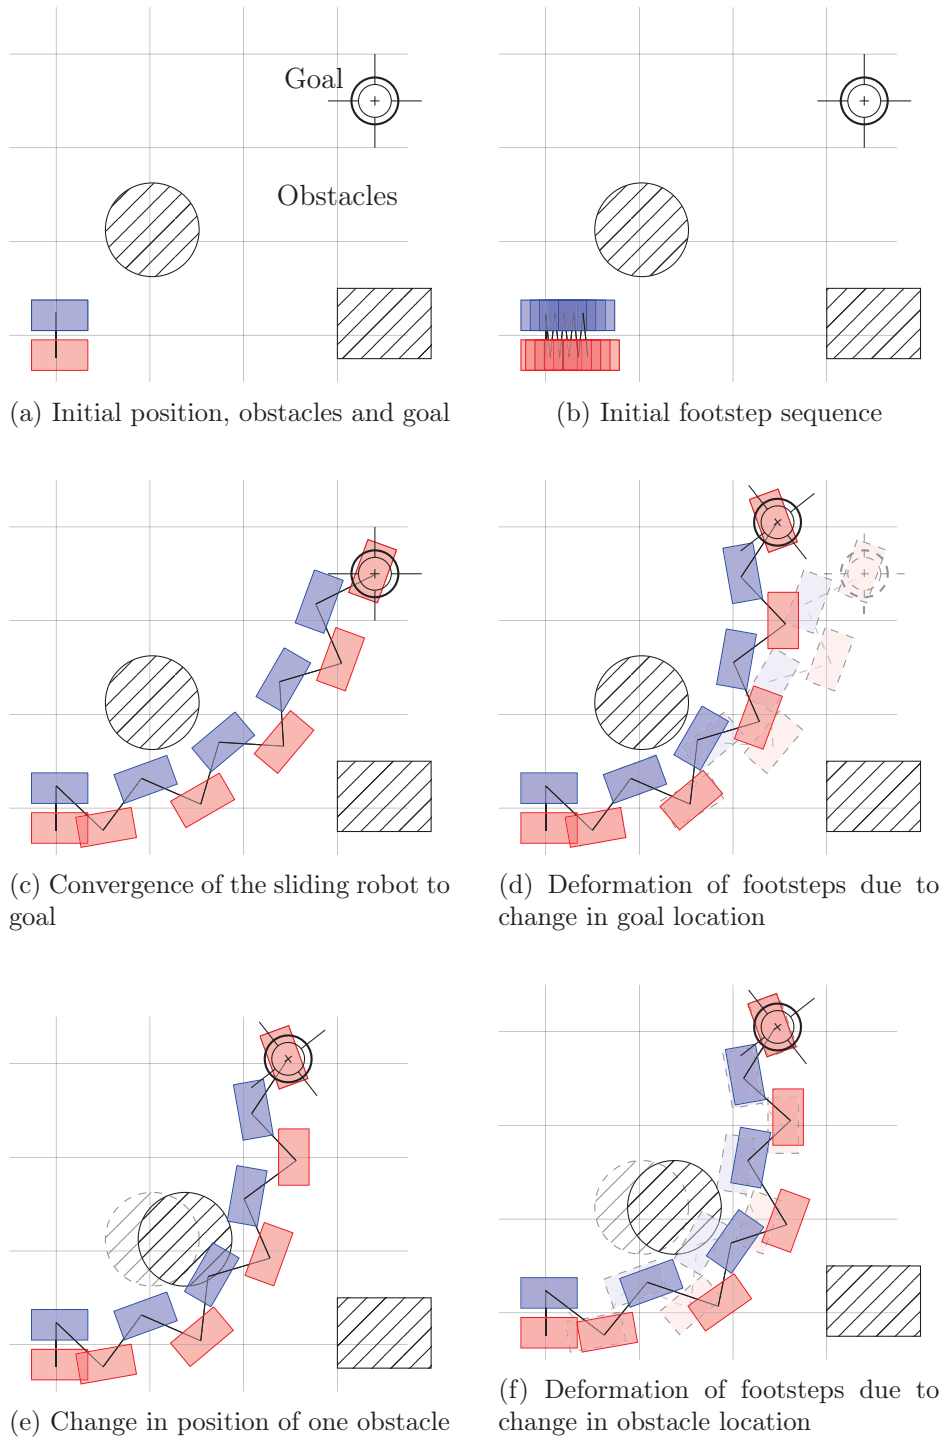 Goal
Obstacles
(a) Initial position, obstacles and goal
(b) Initial footstep sequence
(c) Convergence of the sliding robot to
goal
(d) Deformation of footsteps due to
change in goal location
(e) Change in position of one obstacle
(f) Deformation of footsteps due to
change in obstacle location